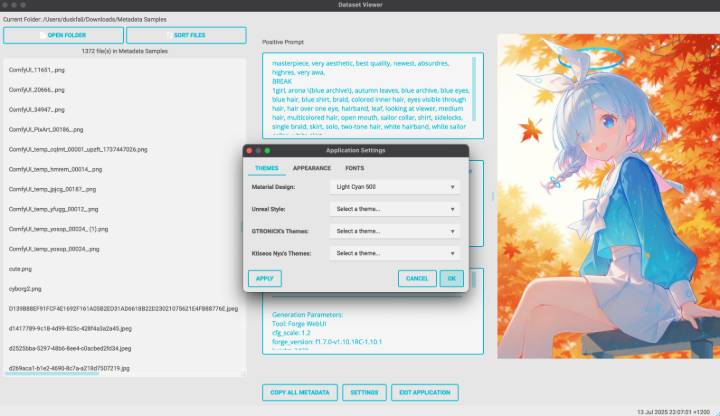 Dataset Viewer
Current Folder: /Users/duskfall/Downloads/Metadata Samples
OPEN FOLDER
SORT FILES
1372 file(s) in Metadata Samples
ComfyUI_11651_.png
ComfyUI_20666_.png
ComfyUI_34947_.png
ComfyUI_PixArt_00186_.png
ComfyUI_temp_cqlmt_00001_upzft_1737447026.png
ComfyUI_temp_hmrem_00014_.png
ComfyUI_temp_jpjcg_00187_.png
ComfyUI_temp_yfugg_00012_.png
ComfyUI_temp_yosop_00024_ (1).png
ComfyUI_temp_yosop_00024_.png
cute.png
cyborg2.png
d1417789-9c18-4d99-825c-428f4a3a2a45.jpeg
d2525bba-5297-48b6-8ee4-c0acbed2fd34.jpeg
d269aca1-b1e2-4690-8c7a-a218d7507219.jpg
Positive Prompt
masterpiece, very aesthetic, best quality, newest, absurdres,
highres, very awa,
BREAK
1girl, arona \(blue archive\), autumn leaves, blue archive, blue eyes,
blue hair, blue shirt, braid, colored inner hair, eyes visible through
hair, hair over one eye, hairband, leaf, looking at viewer, medium
hair, multicolored hair, open mouth, sailor collar, shirt, sidelocks,
single braid, skirt, solo, two-tone hair, white hairband, white sailor
Application Settings
THEMES
APPEARANCE
FONTS
Material Design:
Light Cyan 500
Unreal Style:
Select a theme...
GTRONICK's Themes:
Select a theme...
Ktiseos Nyx's Themes:
Select a theme...
APPLY
CANCEL
OK
Generation Parameters:
Tool: Forge WebUI
cfg_scale: 1.2
forge_version: f1.7.0-v1.10.1RC-1.10.1
COPY ALL METADATA
SETTINGS
EXIT APPLICATION
13 Jul 2025 23:07:01 +1200